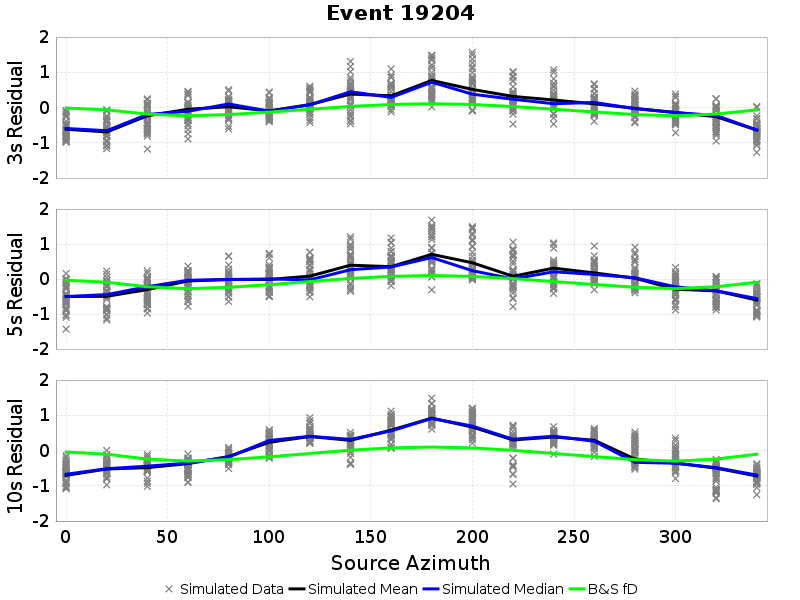 Event 19204
3s Residual
2
1
0
-1
-2
5s Residual
2
1
0
-1
-2
10s Residual
2
1
0
-1
-2
0 50 100 150 200 250 300
Source Azimuth
Simulated Data Simulated Mean Simulated Median B&S fD